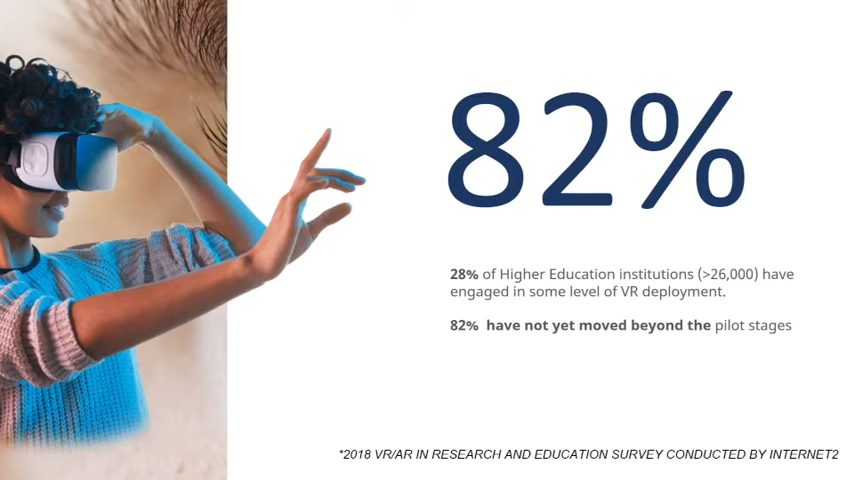 82%
28% of Higher Education institutions (>26,000) have
engaged in some level of VR deployment.
82%  have not yet moved beyond the pilot stages
*2018 VR/AR IN RESEARCH AND EDUCATION SURVEY CONDUCTED BY INTERNET2